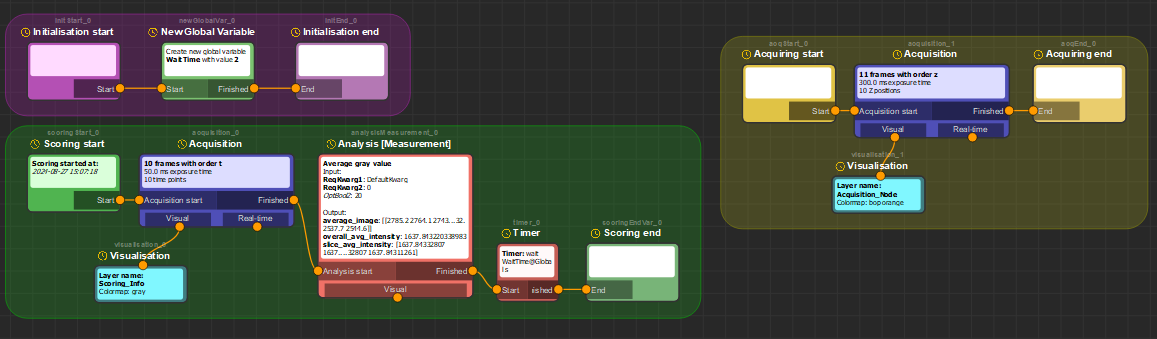 initStart_0
Initialisation start
Start
newGlobalVar_0
New Global Variable
Create new global variable
WaitTime with value 2
Start
Finished
initEnd_0
Initialisation end
End
scoringStart_0
Scoring start
Scoring started at:
2024-08-27 15:07:18
Start
acquisition_0
Acquisition
10 frames with order t
50.0 ms exposure time
10 time points
Acquisition start
Finished
Visual
Real-time
visualisation_0
Visualisation
Layer name:
Scoring_Info
Colormap: gray
analysisMeasurement_0
Analysis [Measurement]
Average gray value
Input:
ReqKwarg1: DefaultKwarg
ReqKwarg2: 0
OptBool2: 20
Output:
average_image: [[2785.2 2764.1 2743....32.
2537.7 2544.6]]
overall_avg_intensity: 1637.843220338983
slice_avg_intensity: [1637.84332807
1637....32807 1637.84311261]
Analysis start
Finished
Visual
timer_0
Timer
Timer: wait
WaitTime@Globa
ls
Start
ished
scoringEndVar_0
Scoring end
End
acqStart_0
Acquiring start
Start
acquisition_1
Acquisition
11 frames with order z
300.0 ms exposure time
10 Z positions
Acquisition start
Finished
Visual
Real-time
acqEnd_0
Acquiring end
End
visualisation_1
Visualisation
Layer name:
Acquisition_Node
Colormap: bop orange